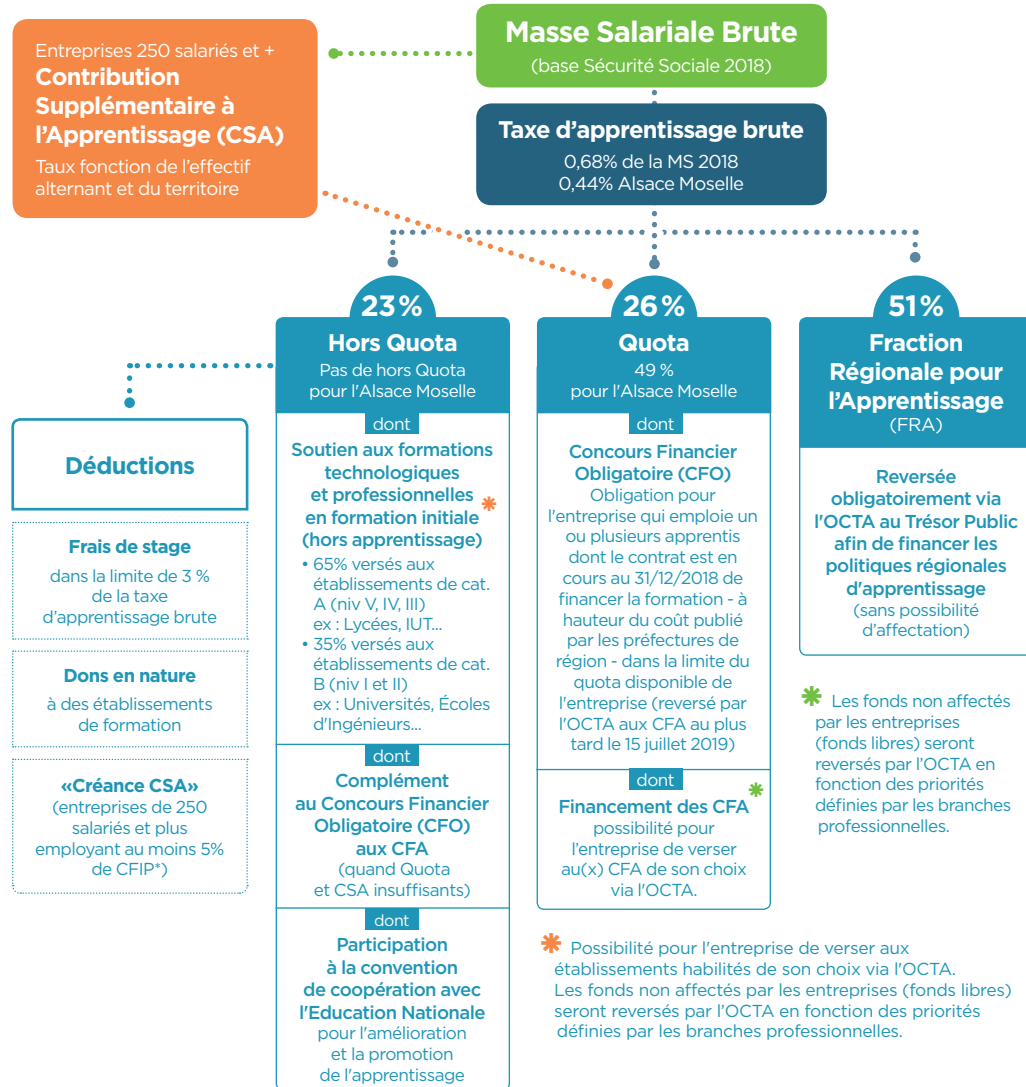 Entreprises 250 salariés et +
Contribution
Supplémentaire à
l'Apprentissage (CSA)
Taux fonction de l'effectif
alternant et du territoire
Masse Salariale Brute
(base Sécurité Sociale 2018)
Taxe d'apprentissage brute
0,68% de la MS 2018
0,44% Alsace Moselle
23%
Hors Quota
Pas de hors Quota
pour l'Alsace Moselle
dont
Soutien aux formations
technologiques
et professionnelles
en formation initiale
(hors apprentissage)
• 65% versés aux
établissements de cat.
A (niv V, IV, III)
ex : Lycées, IUT...
• 35% versés aux
établissements de cat.
B (niv I et II)
ex : Universités, Écoles
d'Ingénieurs...
dont
Complément
au Concours Financier
Obligatoire (CFO)
aux CFA
(quand Quota
et CSA insuffisants)
dont
Participation
à la convention
de coopération avec
l'Education Nationale
pour l'amélioration
et la promotion
de l'apprentissage
26%
Quota
49 %
pour l'Alsace Moselle
dont
Concours Financier
Obligatoire (CFO)
Obligation pour
l'entreprise qui emploie un
ou plusieurs apprentis
dont le contrat est en
cours au 31/12/2018 de
financer la formation - à
hauteur du coût publié
par les préfectures de
région - dans la limite du
quota disponible de
l'entreprise (reversé par
l'OCTA aux CFA au plus
tard le 15 juillet 2019)
dont
Financement des CFA
possibilité pour
l'entreprise de verser
au(x) CFA de son choix
via l'OCTA.
51%
Fraction
Régionale pour
l'Apprentissage
(FRA)
Reversée
obligatoirement via
l'OCTA au Trésor Public
afin de financer les
politiques régionales
d'apprentissage
(sans possibilité
d'affectation)
Déductions
Frais de stage
dans la limite de 3 %
de la taxe
d'apprentissage brute
Dons en nature
à des établissements
de formation
«Créance CSA»
(entreprises de 250
salariés et plus
employant au moins 5%
de CFIP*)
Les fonds non affectés
par les entreprises
(fonds libres) seront
reversés par l'OCTA en
fonction des priorités
définies par les branches
professionnelles.
Possibilité pour l'entreprise de verser aux
établissements habilités de son choix via l'OCTA.
Les fonds non affectés par les entreprises (fonds libres)
seront reversés par l'OCTA en fonction des priorités
définies par les branches professionnelles.